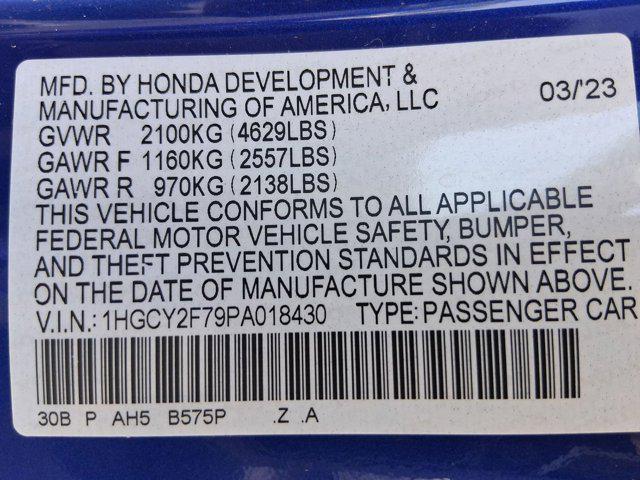 MFD. BY HONDA DEVELOPMENT &
MANUFACTURING OF AMERICA, LLC 03/'23
GVWR 2100KG (4629LBS)
GAWR F 1160KG (2557LBS)
GAWR R 970KG (2138LBS)
THIS VEHICLE CONFORMS TO ALL APPLICABLE
FEDERAL MOTOR VEHICLE SAFETY, BUMPER,
AND THEFT PREVENTION STANDARDS IN EFFECT
ON THE DATE OF MANUFACTURE SHOWN ABOVE.
V.I.N.: 1HGCY2F79PA018430 TYPE: PASSENGER CAR
30B P AH5 B575P .Z .A